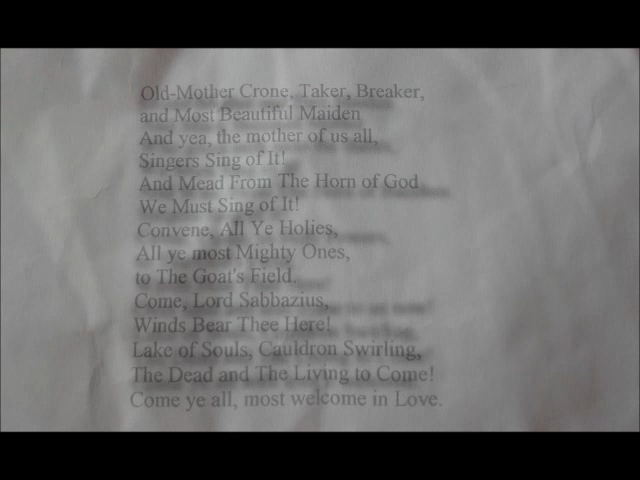 Old-Mother Crone, Taker, Breaker,
and Most Beautiful Maiden
And yea, the mother of us all,
Singers Sing of It!
And Mead From The Horn of God
We Must Sing of It!
Convene, All Ye Holies,
All ye most Mighty Ones,
to The Goat's Field.
Come, Lord Sabbazius,
Winds Bear Thee Here!
Lake of Souls, Cauldron Swirling,
The Dead and The Living to Come!
Come ye all, most welcome in Love.